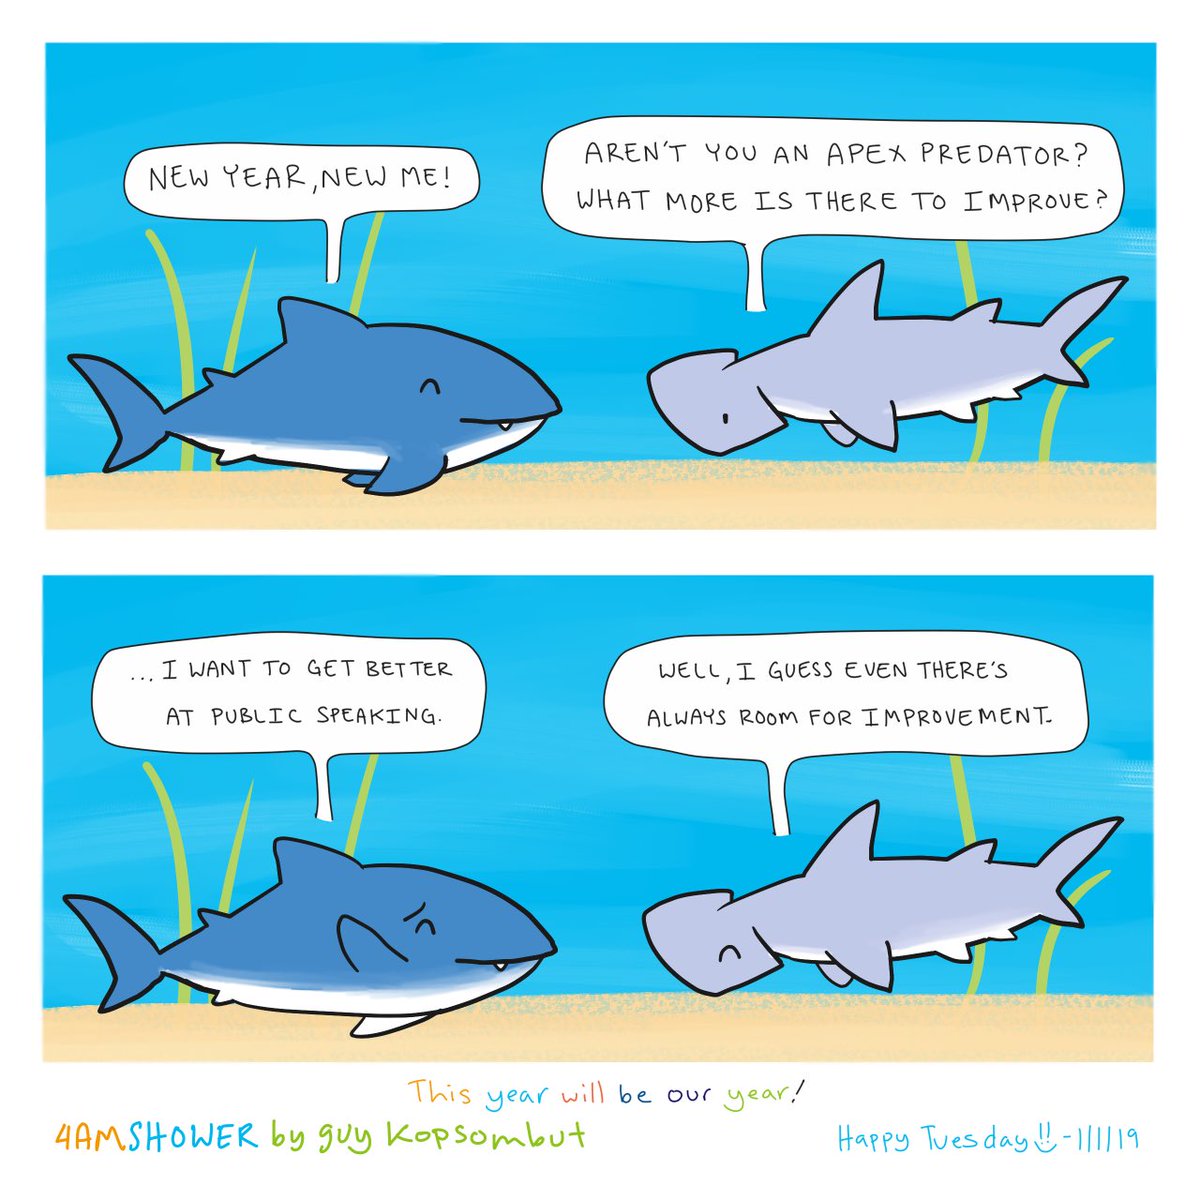 NEW YEAR, NEW ME!
AREN'T YOU AN APEX PREDATOR?
WHAT MORE IS THERE TO IMPROVE?
...I WANT TO GET BETTER
AT PUBLIC SPEAKING.
WELL, I GUESS EVEN THERE'S
ALWAYS ROOM FOR IMPROVEMENT.
This year will be our year!
4AMSHOWER by guy kopsombut
Happy Tuesday!! - 1/1/19